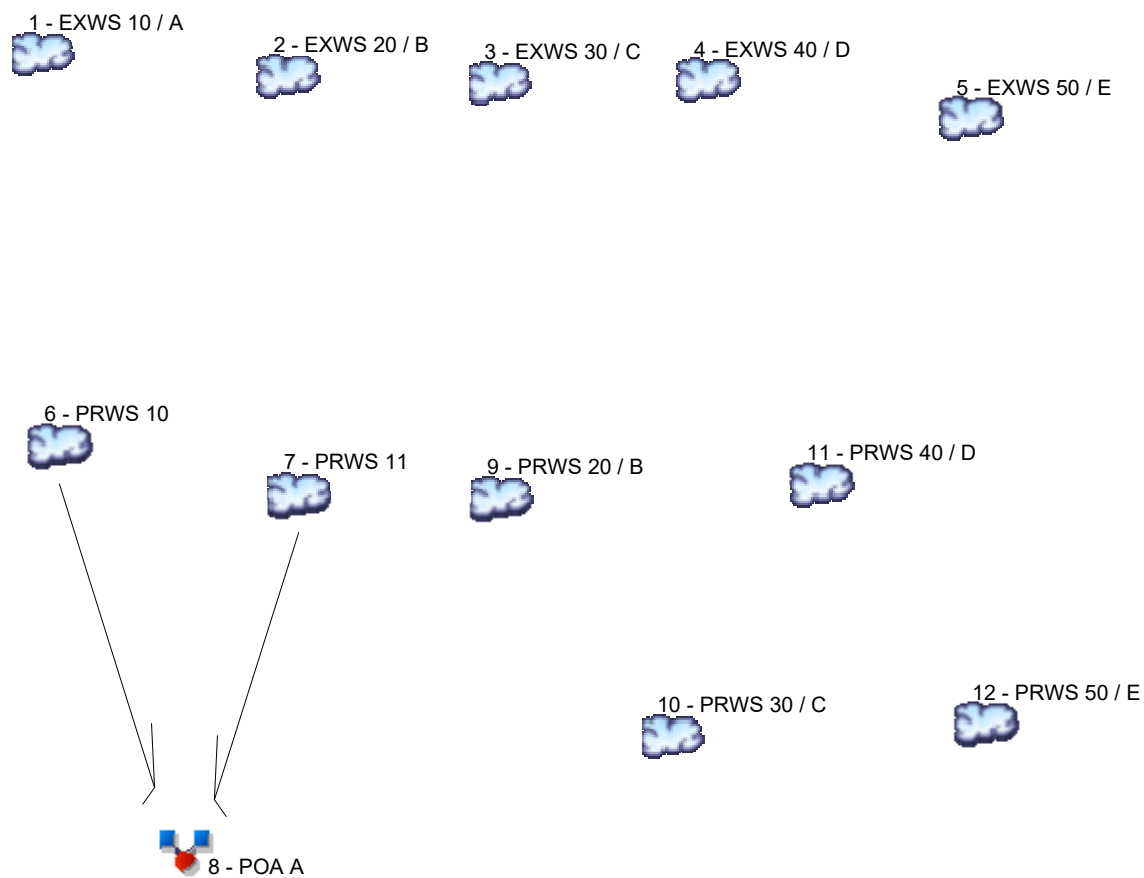 1 - EXWS 10 / A
2 - EXWS 20 / B
3 - EXWS 30 / C
4 - EXWS 40 / D
5 - EXWS 50 / E
6 - PRWS 10
7 - PRWS 11
9 - PRWS 20 / B
11 - PRWS 40 / D
10 - PRWS 30 / C
12 - PRWS 50 / E
8 - POA A